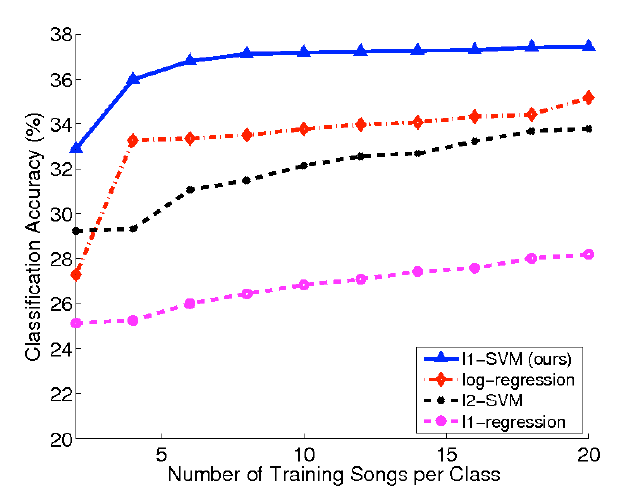 38
36
34
32
30
28
26
24
22
20
Classification Accuracy (%)
5
10
15
20
Number of Training Songs per Class
l1-SVM (ours)
log-regression
l2-SVM
l1-regression